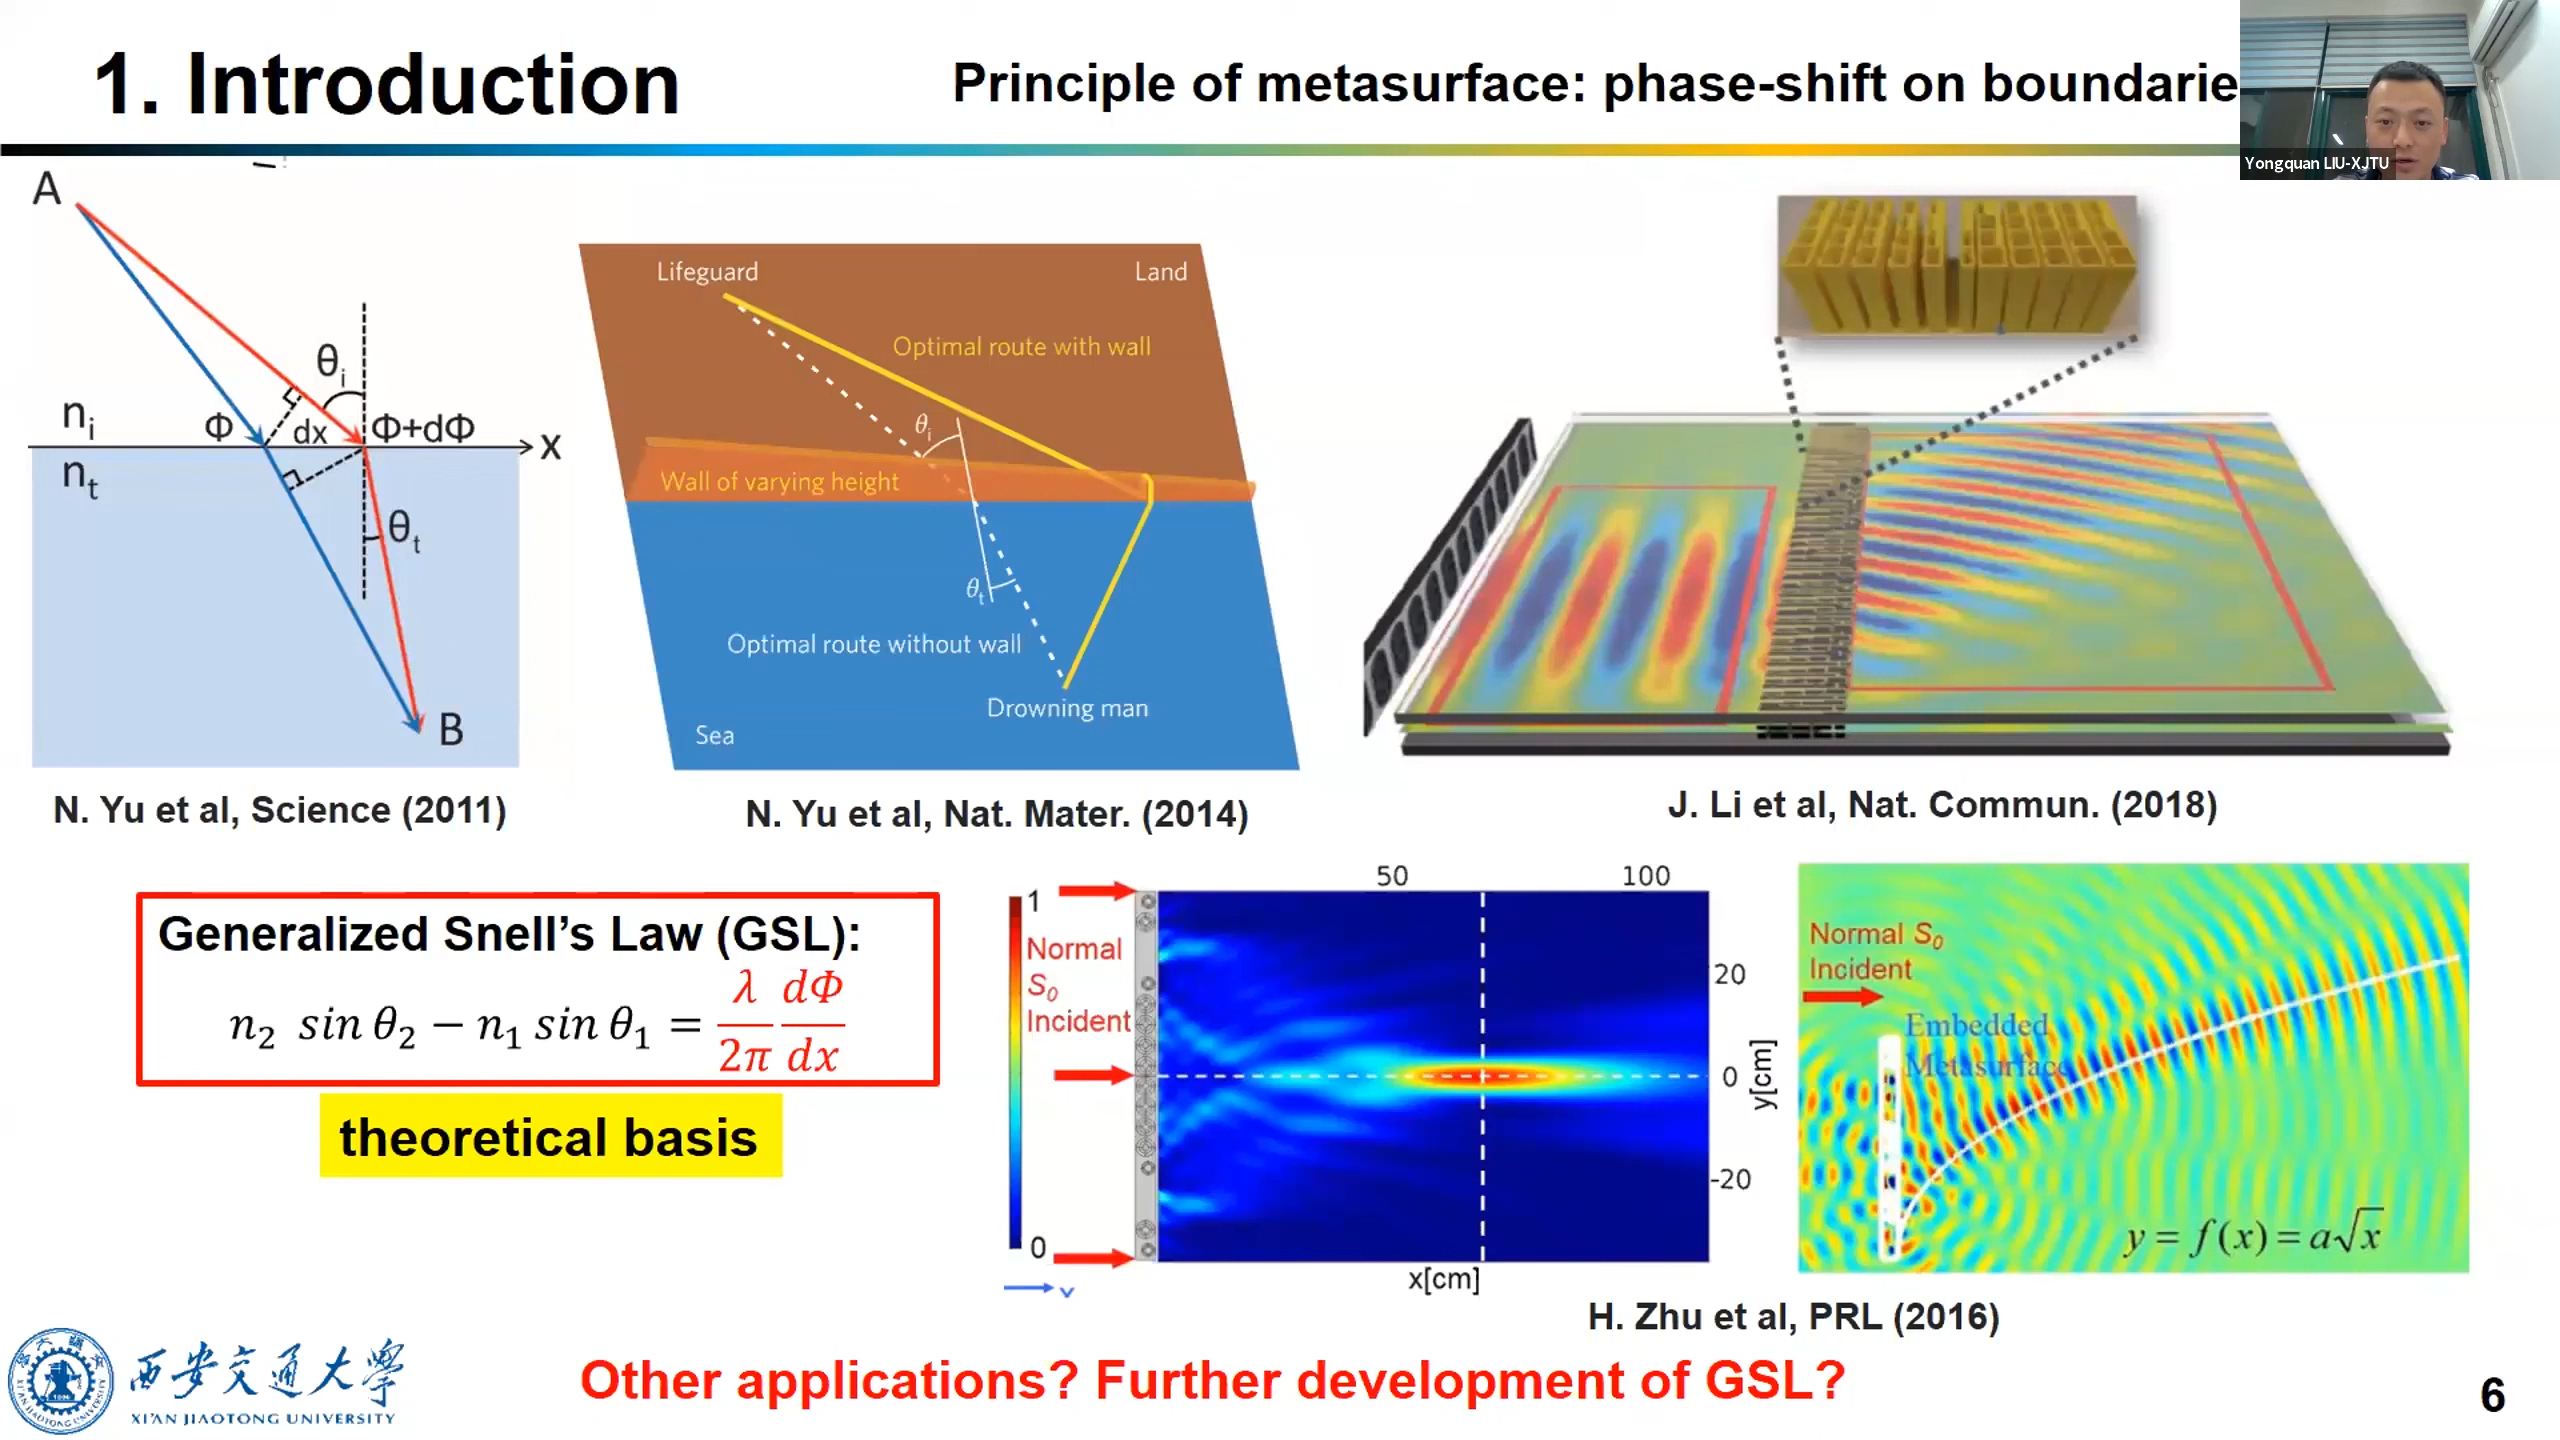 1. Introduction
Principle of metasurface: phase-shift on boundarie
Yongquan LIU-XJTU
A
θi
ni
Φ
dx
Φ+dΦ
x
nt
θt
B
N. Yu et al, Science (2011)
Lifeguard
Land
Optimal route with wall
θi
Wall of varying height
θt
Optimal route without wall
Drowning man
Sea
N. Yu et al, Nat. Mater. (2014)
J. Li et al, Nat. Commun. (2018)
Generalized Snell's Law (GSL):
n₂ sin θ₂ − n₁ sin θ₁ = λ/2π dΦ/dx
theoretical basis
50
100
1
Normal
S₀
Incident
0
20
0
-20
y[cm]
x[cm]
Normal S₀
Incident
Embedded
Metasurface
y = f(x) = a√x
H. Zhu et al, PRL (2016)
西安交通大学
XI'AN JIAOTONG UNIVERSITY
Other applications? Further development of GSL?
6